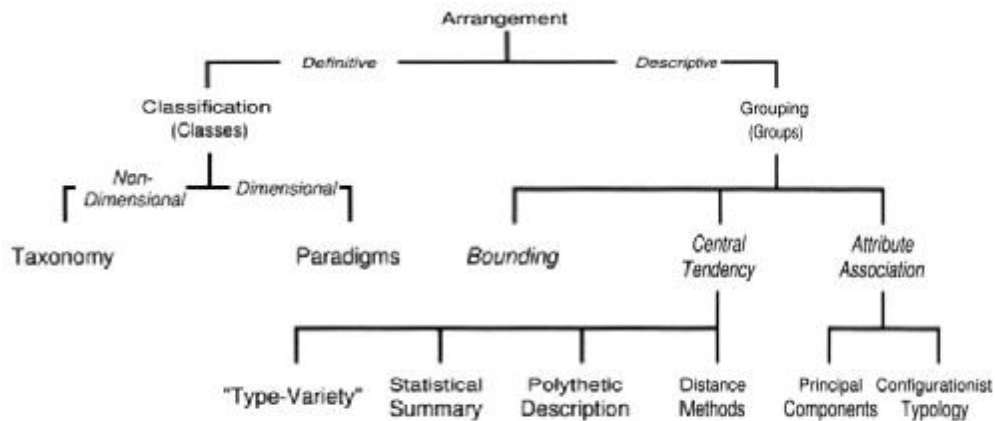 Arrangement
Definitive
Descriptive
Classification
(Classes)
Grouping
(Groups)
Non-
Dimensional
Dimensional
Taxonomy
Paradigms
Bounding
Central
Tendency
Attribute
Association
"Type-Variety"
Statistical
Summary
Polythetic
Description
Distance
Methods
Principal
Components
Configurationist
Typology